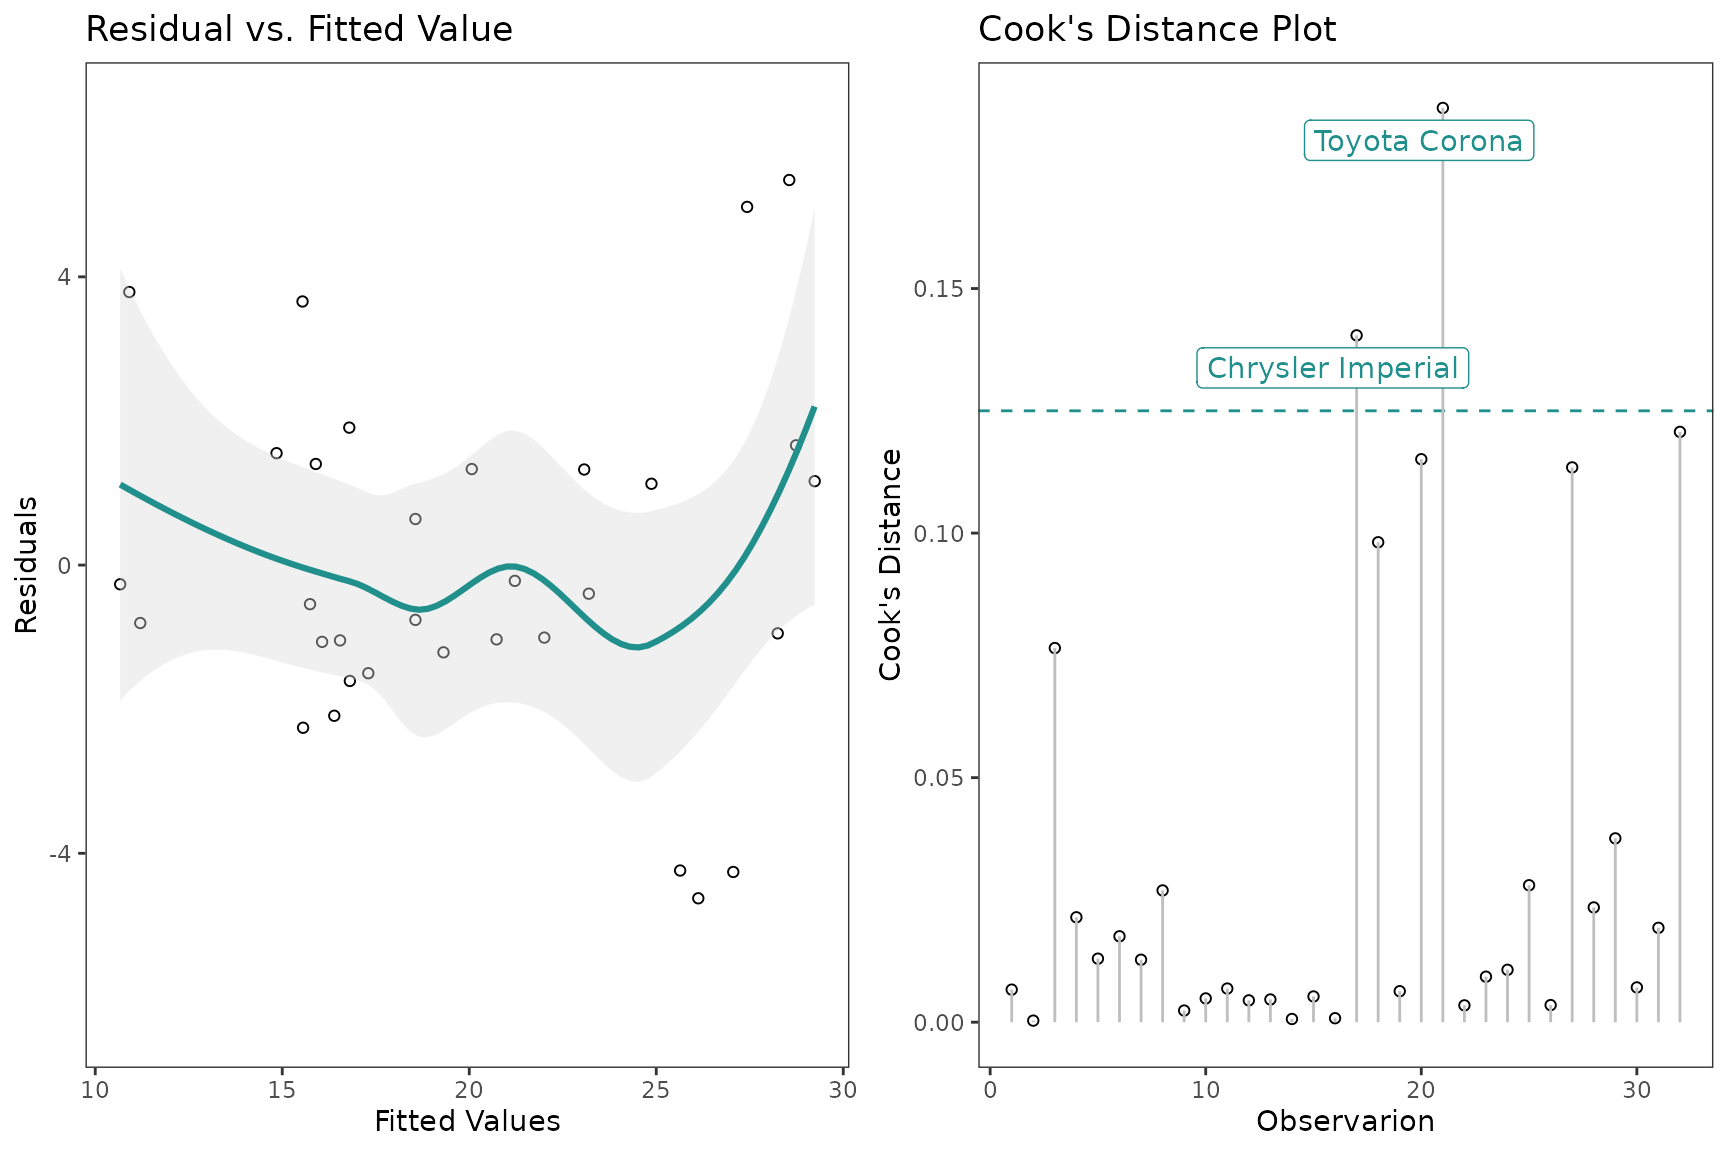 Residual vs. Fitted Value
Residuals
4
0
-4
10 15 20 25 30
Fitted Values
Cook's Distance Plot
Cook's Distance
0.15
0.10
0.05
0.00
Toyota Corona
Chrysler Imperial
0 10 20 30
Observarion